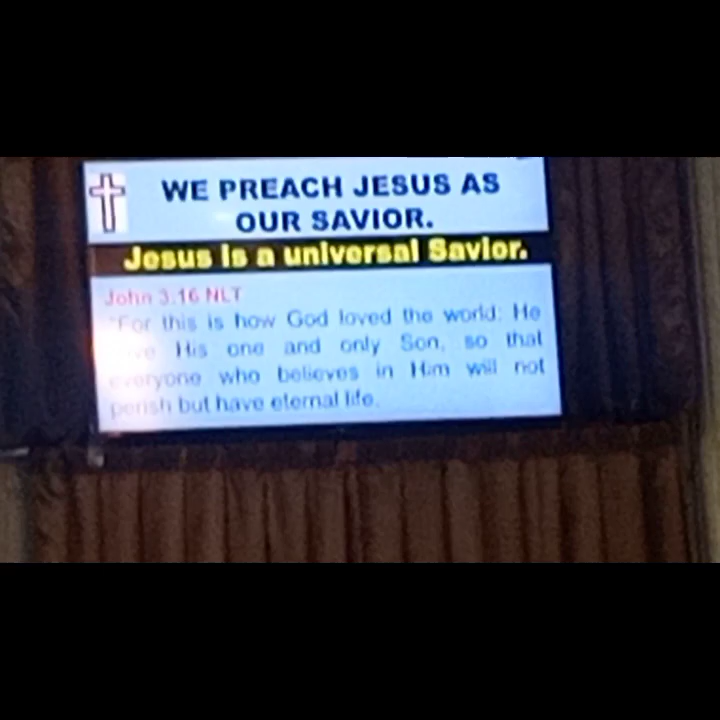 WE PREACH JESUS AS
OUR SAVIOR.
Jesus is a universal Savior.
John 3:16 NLT
"For this is how God loved the world: He
His one and only Son, so that
everyone who believes in Him will not
perish but have eternal life.